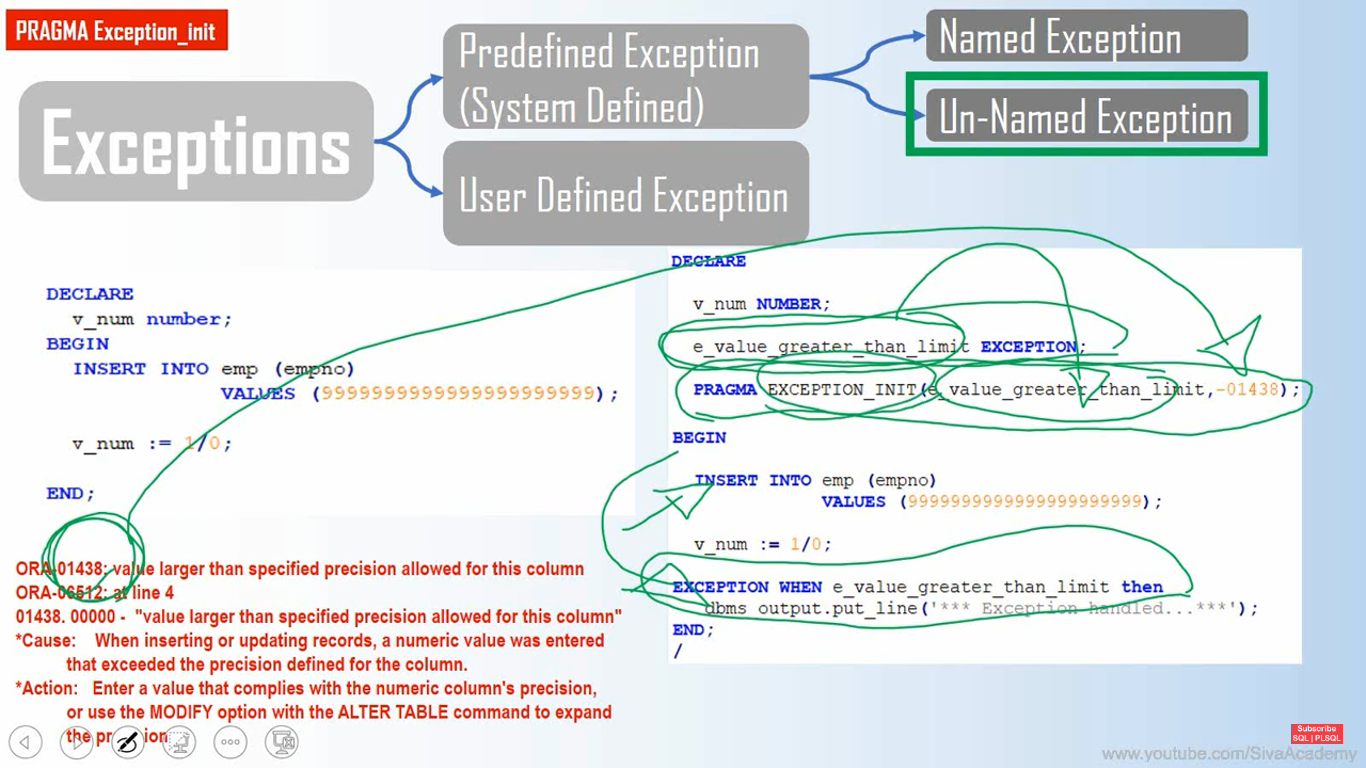 PRAGMA Exception_init
Exceptions
Predefined Exception
(System Defined)
User Defined Exception
Named Exception
Un-Named Exception
DECLARE
v_num number;
BEGIN
INSERT INTO emp (empno)
VALUES (99999999999999999999999);
v_num := 1/0;
END;
ORA-01438: value larger than specified precision allowed for this column
ORA-06512: at line 4
01438. 00000 - "value larger than specified precision allowed for this column"
*Cause: When inserting or updating records, a numeric value was entered
that exceeded the precision defined for the column.
*Action: Enter a value that complies with the numeric column's precision,
or use the MODIFY option with the ALTER TABLE command to expand
the precision
DECLARE
v_num NUMBER;
e_value_greater_than_limit EXCEPTION;
PRAGMA EXCEPTION_INIT(e_value_greater_than_limit,-01438);
BEGIN
INSERT INTO emp (empno)
VALUES (99999999999999999999999);
v_num := 1/0;
EXCEPTION WHEN e_value_greater_than_limit then
dbms_output.put_line('*** Exception handled...***');
END;
/
Subscribe
SQL | PLSQL
www.youtube.com/SivaAcademy